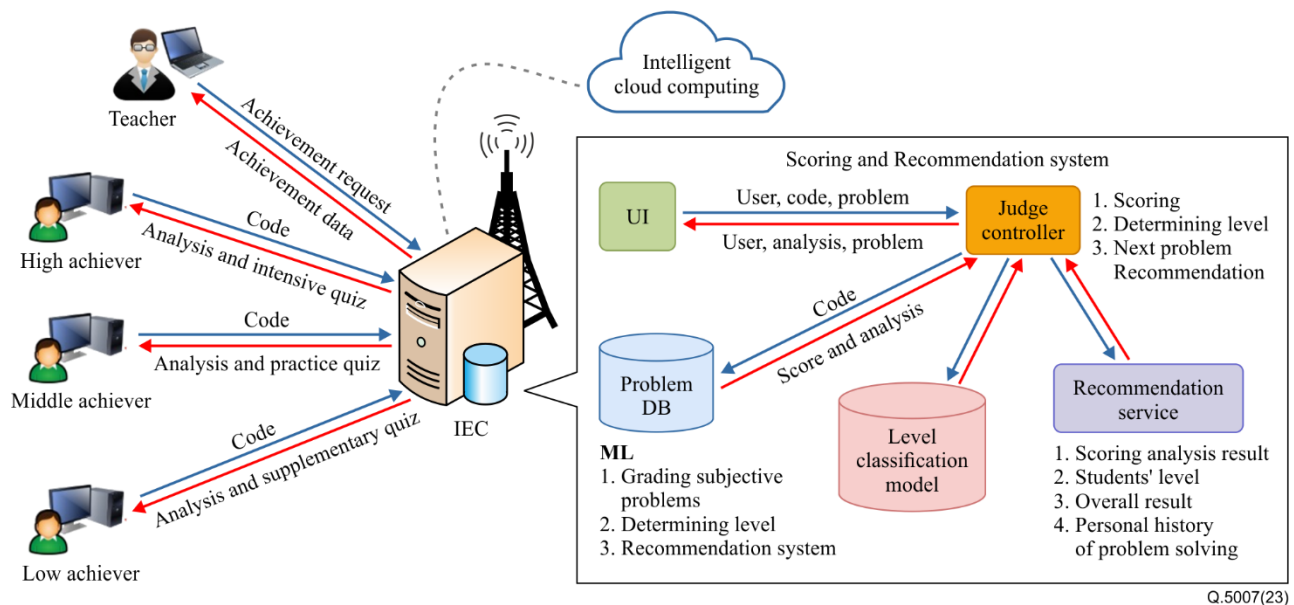 Intelligent
cloud computing
Teacher
Achievement request
Achievement data
High achiever
Code
Analysis and intensive quiz
Middle achiever
Code
Analysis and practice quiz
Low achiever
Code
Analysis and supplementary quiz
IEC
Scoring and Recommendation system
UI
User, code, problem
User, analysis, problem
Judge
controller
1. Scoring
2. Determining level
3. Next problem
Recommendation
Code
Score and analysis
Problem
DB
ML
1. Grading subjective
problems
2. Determining level
3. Recommendation system
Level
classification
model
Recommendation
service
1. Scoring analysis result
2. Students' level
3. Overall result
4. Personal history
of problem solving
Q.5007(23)